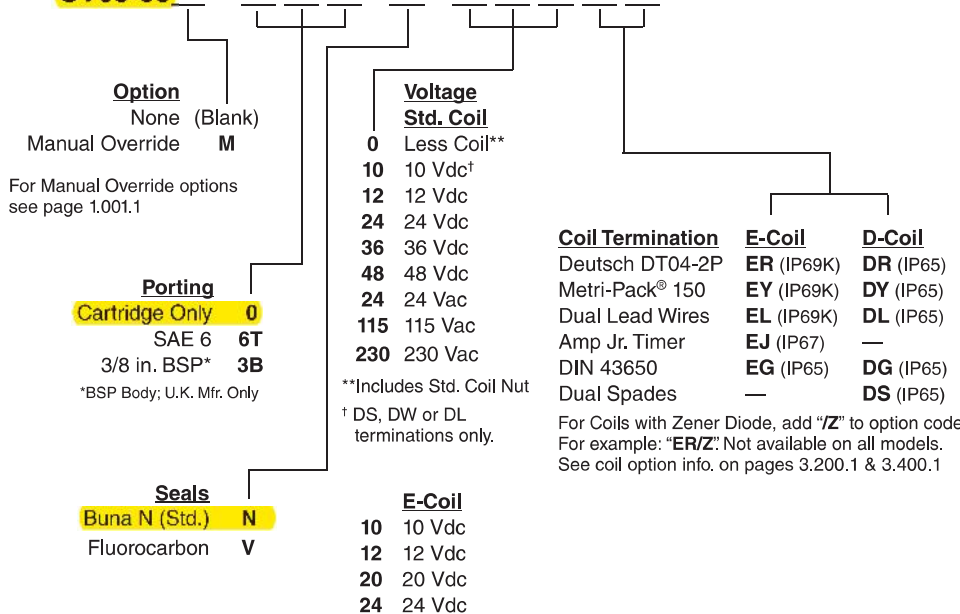 Option
None (Blank)
Manual Override M
For Manual Override options
see page 1.001.1
Porting
Cartridge Only 0
SAE 6 6T
3/8 in. BSP* 3B
*BSP Body; U.K. Mfr. Only
Seals
Buna N (Std.) N
Fluorocarbon V
Voltage
Std. Coil
0 Less Coil**
10 10 Vdc†
12 12 Vdc
24 24 Vdc
36 36 Vdc
48 48 Vdc
24 24 Vac
115 115 Vac
230 230 Vac
**Includes Std. Coil Nut
† DS, DW or DL
terminations only.
E-Coil
10 10 Vdc
12 12 Vdc
20 20 Vdc
24 24 Vdc
Coil Termination E-Coil D-Coil
Deutsch DT04-2P ER (IP69K) DR (IP65)
Metri-Pack® 150 EY (IP69K) DY (IP65)
Dual Lead Wires EL (IP69K) DL (IP65)
Amp Jr. Timer EJ (IP67) —
DIN 43650 EG (IP65) DG (IP65)
Dual Spades — DS (IP65)
For Coils with Zener Diode, add “/Z” to option code
For example: “ER/Z”. Not available on all models.
See coil option info. on pages 3.200.1 & 3.400.1